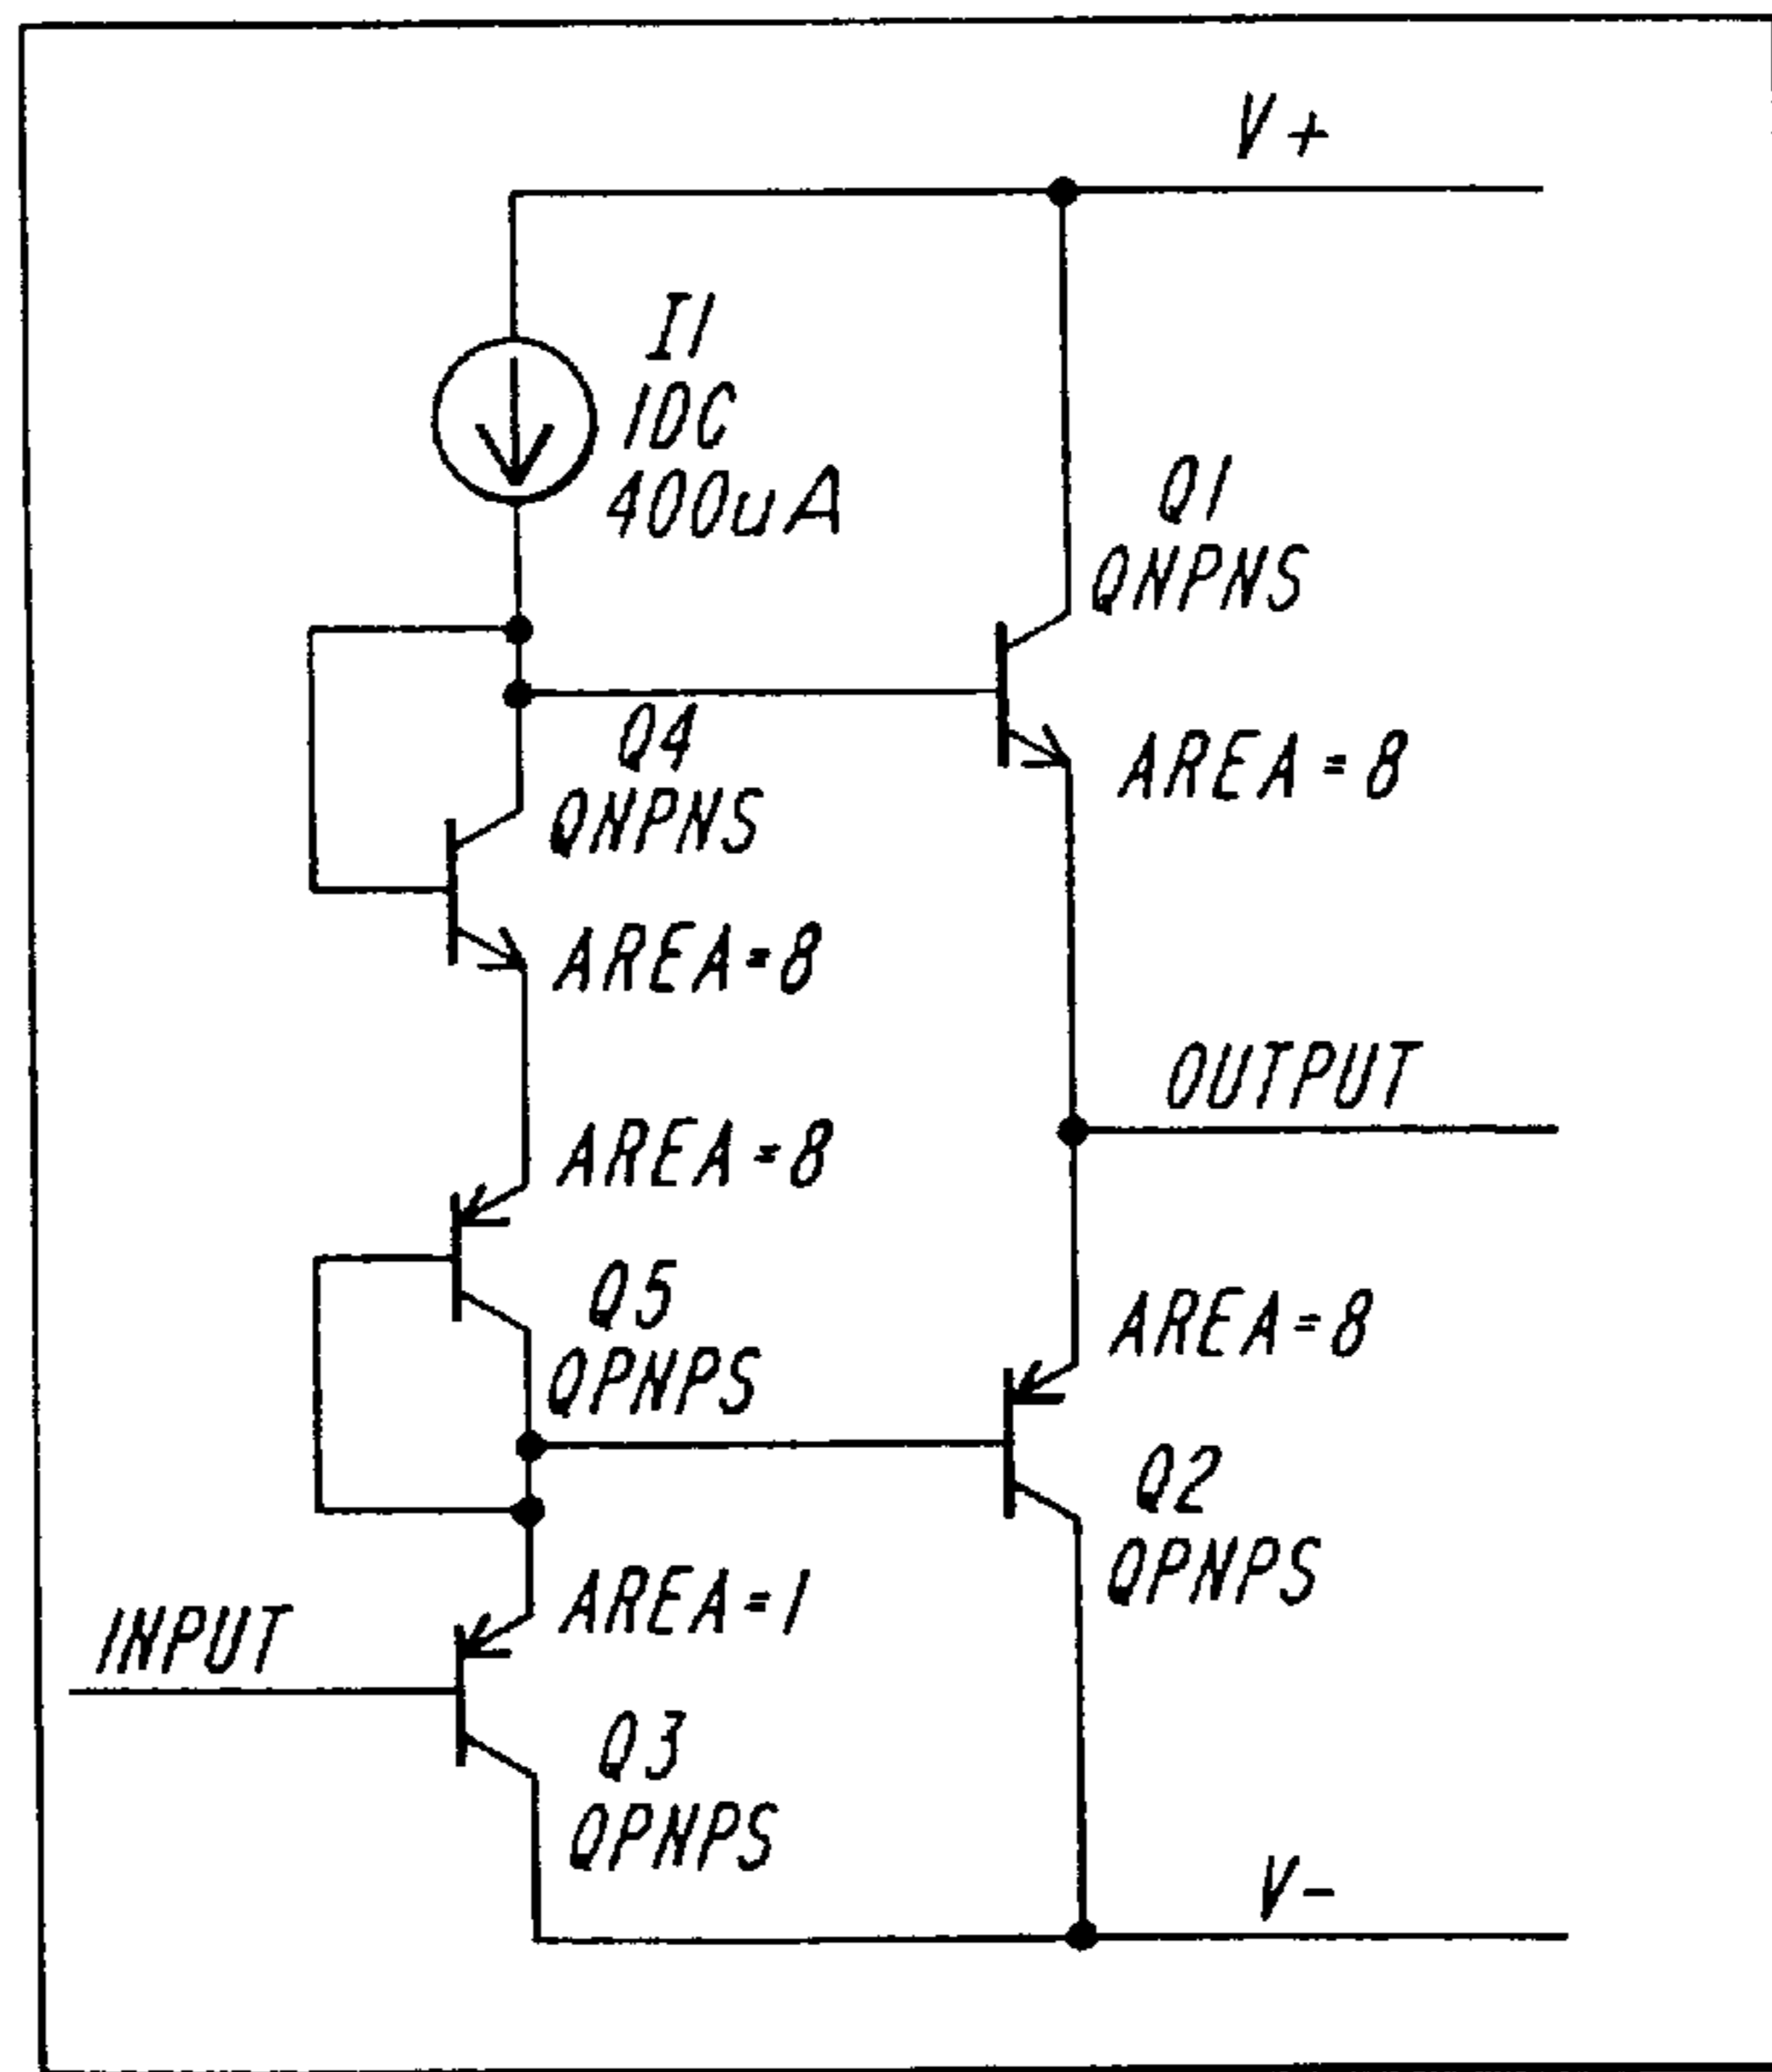 V+
I1
IDC
400uA
Q1
QNPNS
AREA=8
Q4
QNPNS
AREA=8
OUTPUT
AREA=8
Q5
QPNPS
AREA=8
Q2
QPNPS
AREA=1
INPUT
Q3
QPNPS
V-